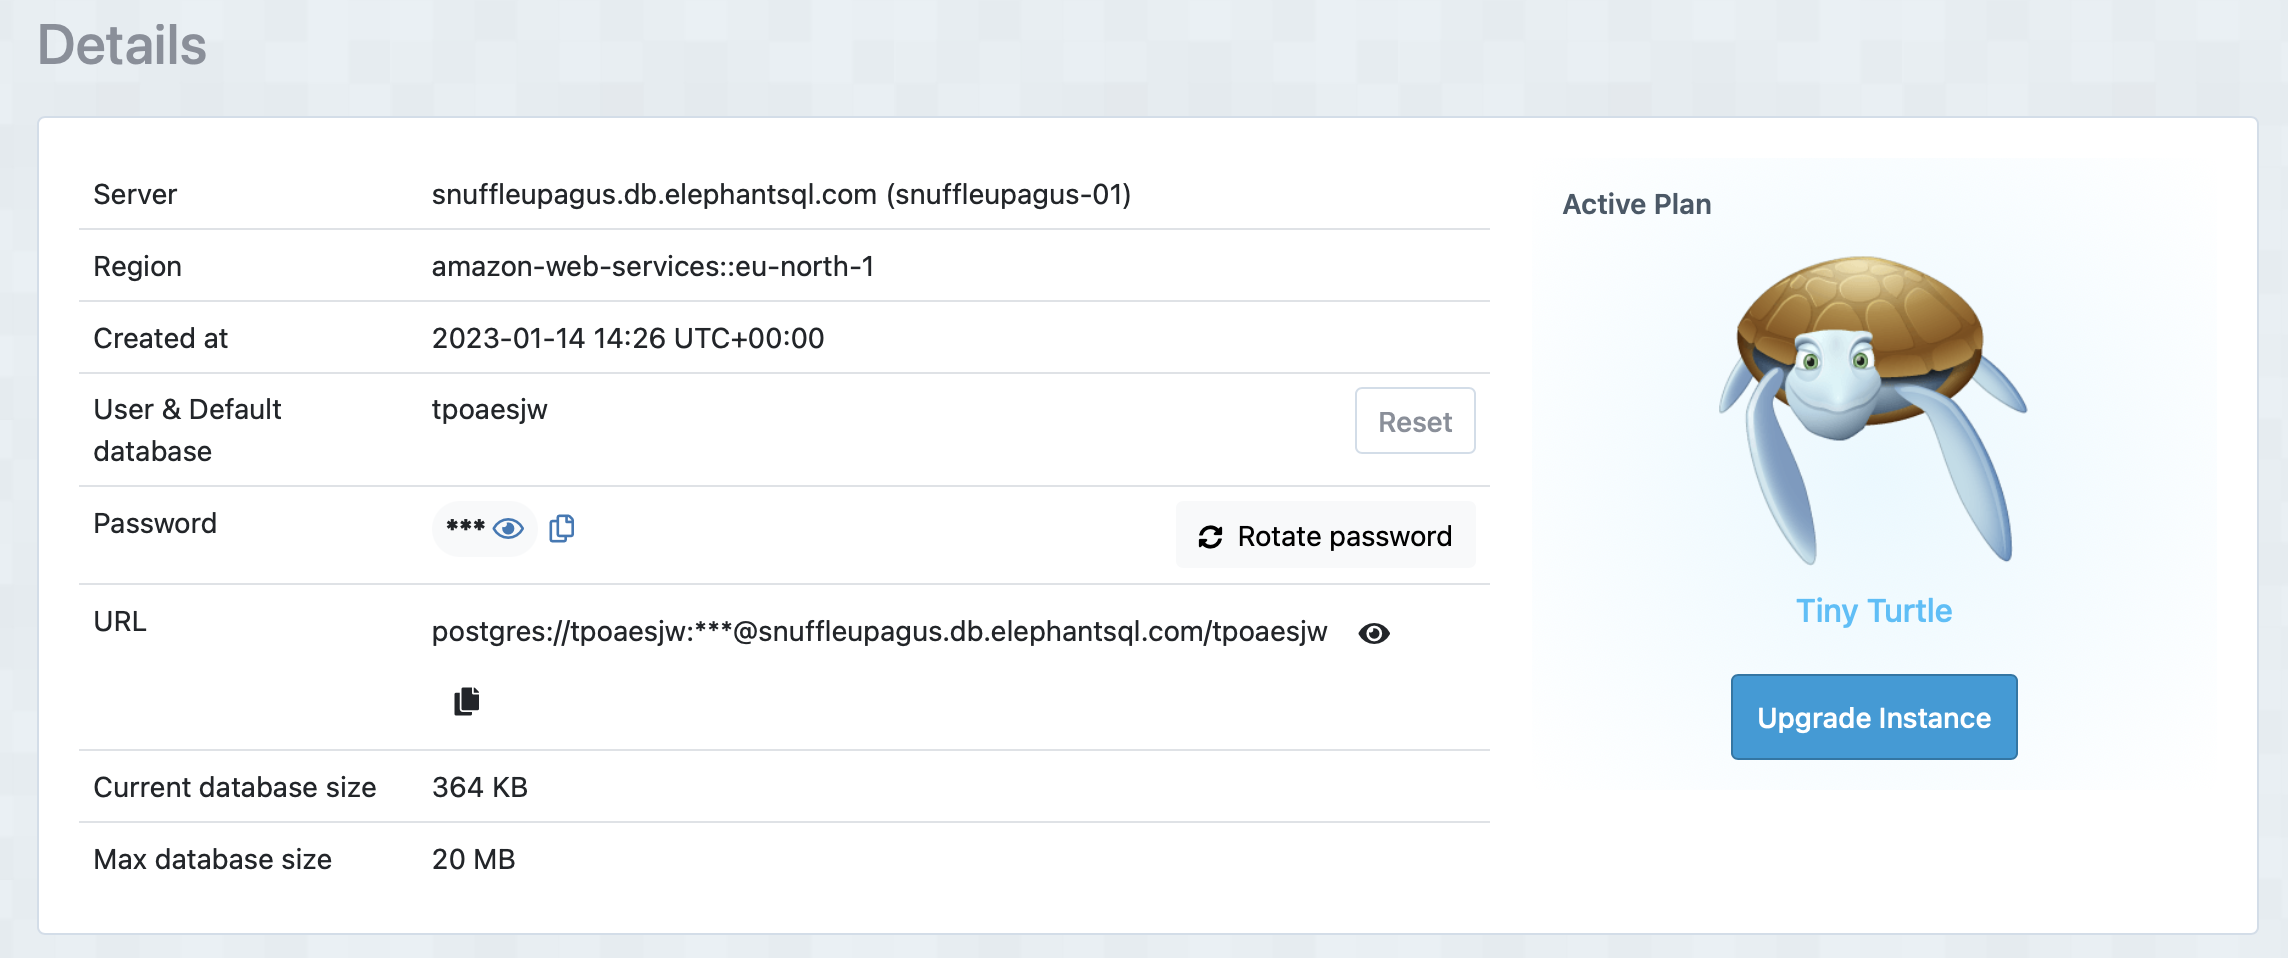 Details
Server snuffleupagus.db.elephantsql.com (snuffleupagus-01)
Region amazon-web-services::eu-north-1
Created at 2023-01-14 14:26 UTC+00:00
User & Default
database
tpoaesjw
Reset
Password *** Rotate password
URL postgres://tpoaesjw:***@snuffleupagus.db.elephantsql.com/tpoaesjw
Current database size 364 KB
Max database size 20 MB
Active Plan
Tiny Turtle
Upgrade Instance